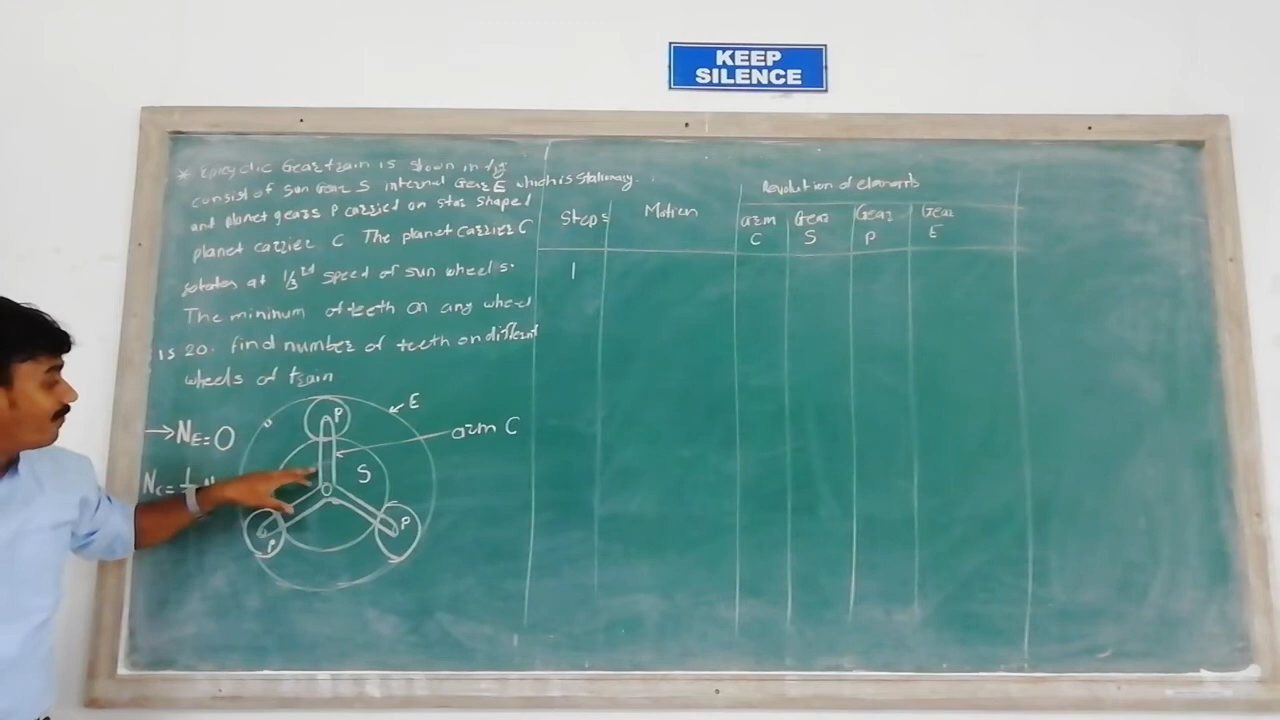 KEEP
SILENCE
* Epicyclic Gear train is shown in fig
consist of sun Gear S internal Gear E which is Stationary.
and planet gears P carried on star shaped
planet carrier C The planet carrier C
rotates at 1/3rd speed of sun wheel s.
The mininum of teeth on any wheel
is 20. find number of teeth on different
wheels of train
→ NE=0
NC=
P
E
arm C
S
P
P
Revolution of elements
Steps Motion arm Gear Gear Gear
C S P E
1